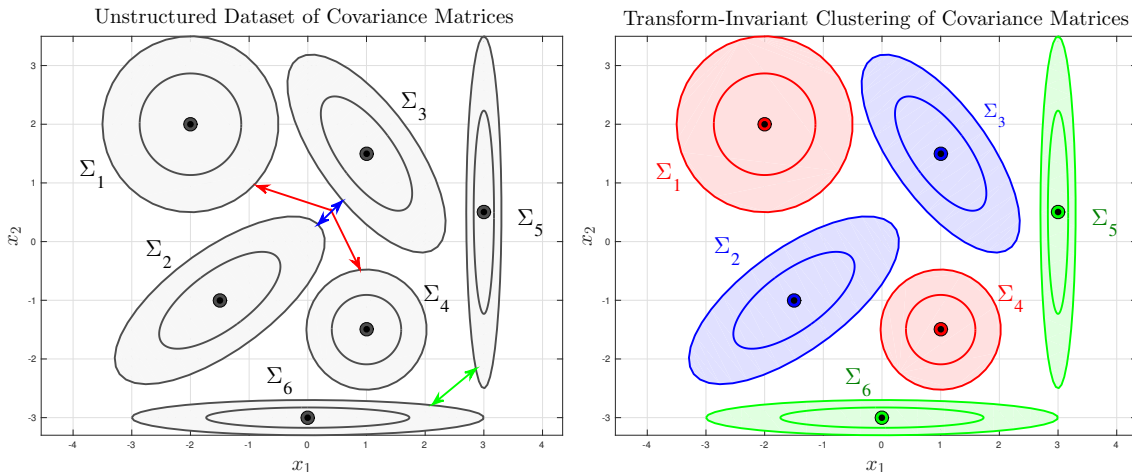 Unstructured Dataset of Covariance Matrices
3
2
1
0
-1
-2
-3
-4
-3
-2
-1
0
1
2
3
4
x₁
x₂
Σ₁
Σ₂
Σ₃
Σ₄
Σ₅
Σ₆
Transform-Invariant Clustering of Covariance Matrices
3
2
1
0
-1
-2
-3
-4
-3
-2
-1
0
1
2
3
4
x₁
x₂
Σ₁
Σ₂
Σ₃
Σ₄
Σ₅
Σ₆